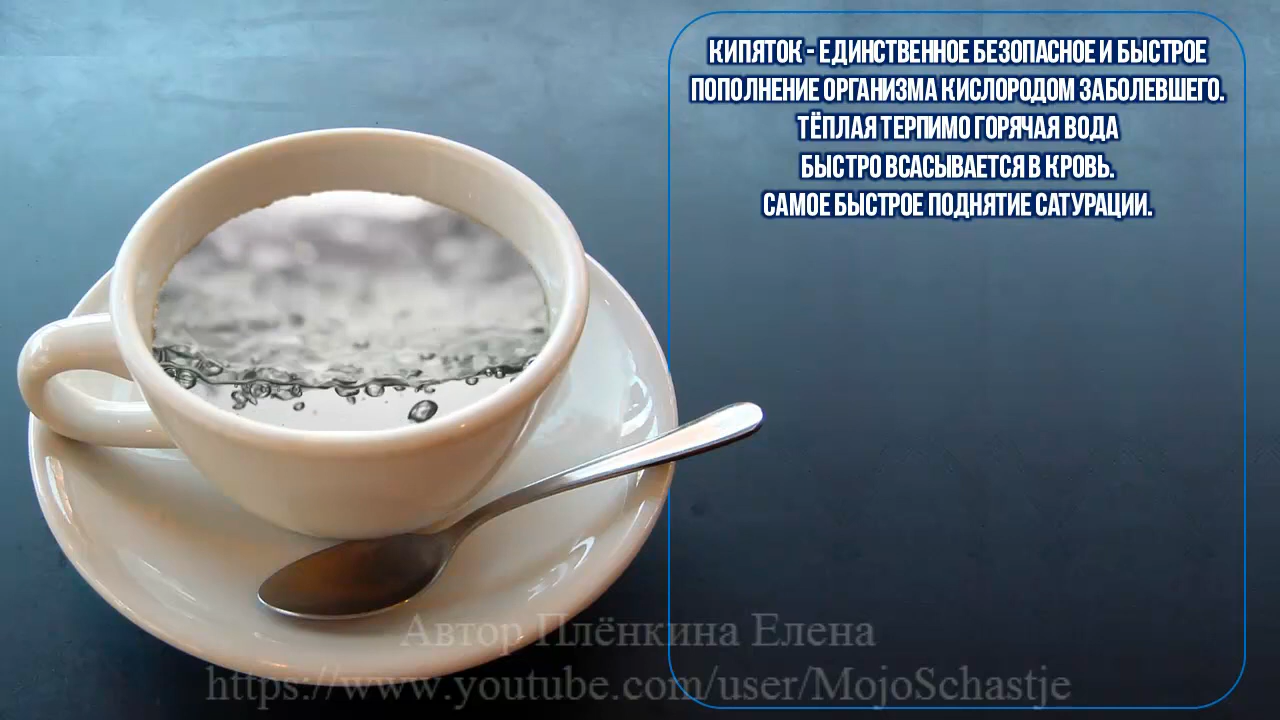 КИПЯТОК - ЕДИНСТВЕННОЕ БЕЗОПАСНОЕ И БЫСТРОЕ
ПОПОЛНЕНИЕ ОРГАНИЗМА КИСЛОРОДОМ ЗАБОЛЕВШЕГО.
ТЁПЛАЯ ТЕРПИМО ГОРЯЧАЯ ВОДА
БЫСТРО ВСАСЫВАЕТСЯ В КРОВЬ.
САМОЕ БЫСТРОЕ ПОДНЯТИЕ САТУРАЦИИ.
Автор Плёнкина Елена
https://www.youtube.com/user/MojoSchastje